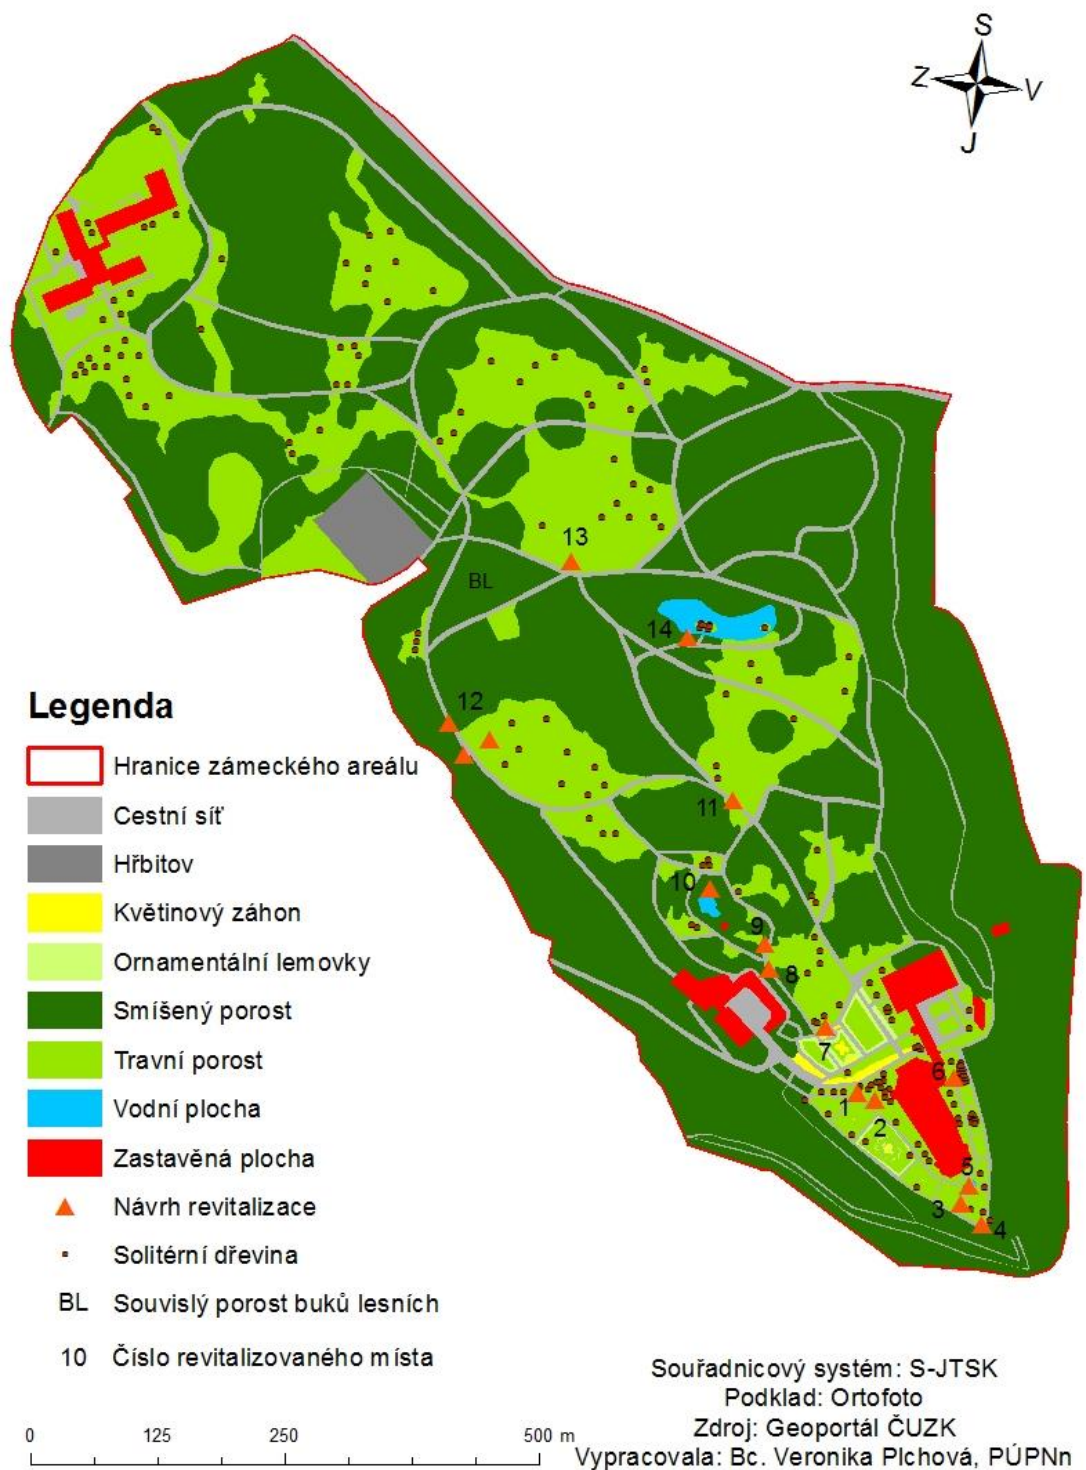 S
Z
V
J
13
BL
14
12
11
10
9
8
7
6
1
2
5
3
4
Legenda
Hranice zámeckého areálu
Cestní síť
Hřbitov
Květinový záhon
Ornamentální lemovky
Smíšený porost
Travní porost
Vodní plocha
Zastavěná plocha
Návrh revitalizace
Solitérní dřevina
BL Souvislý porost buků lesních
10 Číslo revitalizovaného místa
0 125 250 500 m
Souřadnicový systém: S-JTSK
Podklad: Ortofoto
Zdroj: Geoportál ČUZK
Vypracovala: Bc. Veronika Plchová, PÚPNn